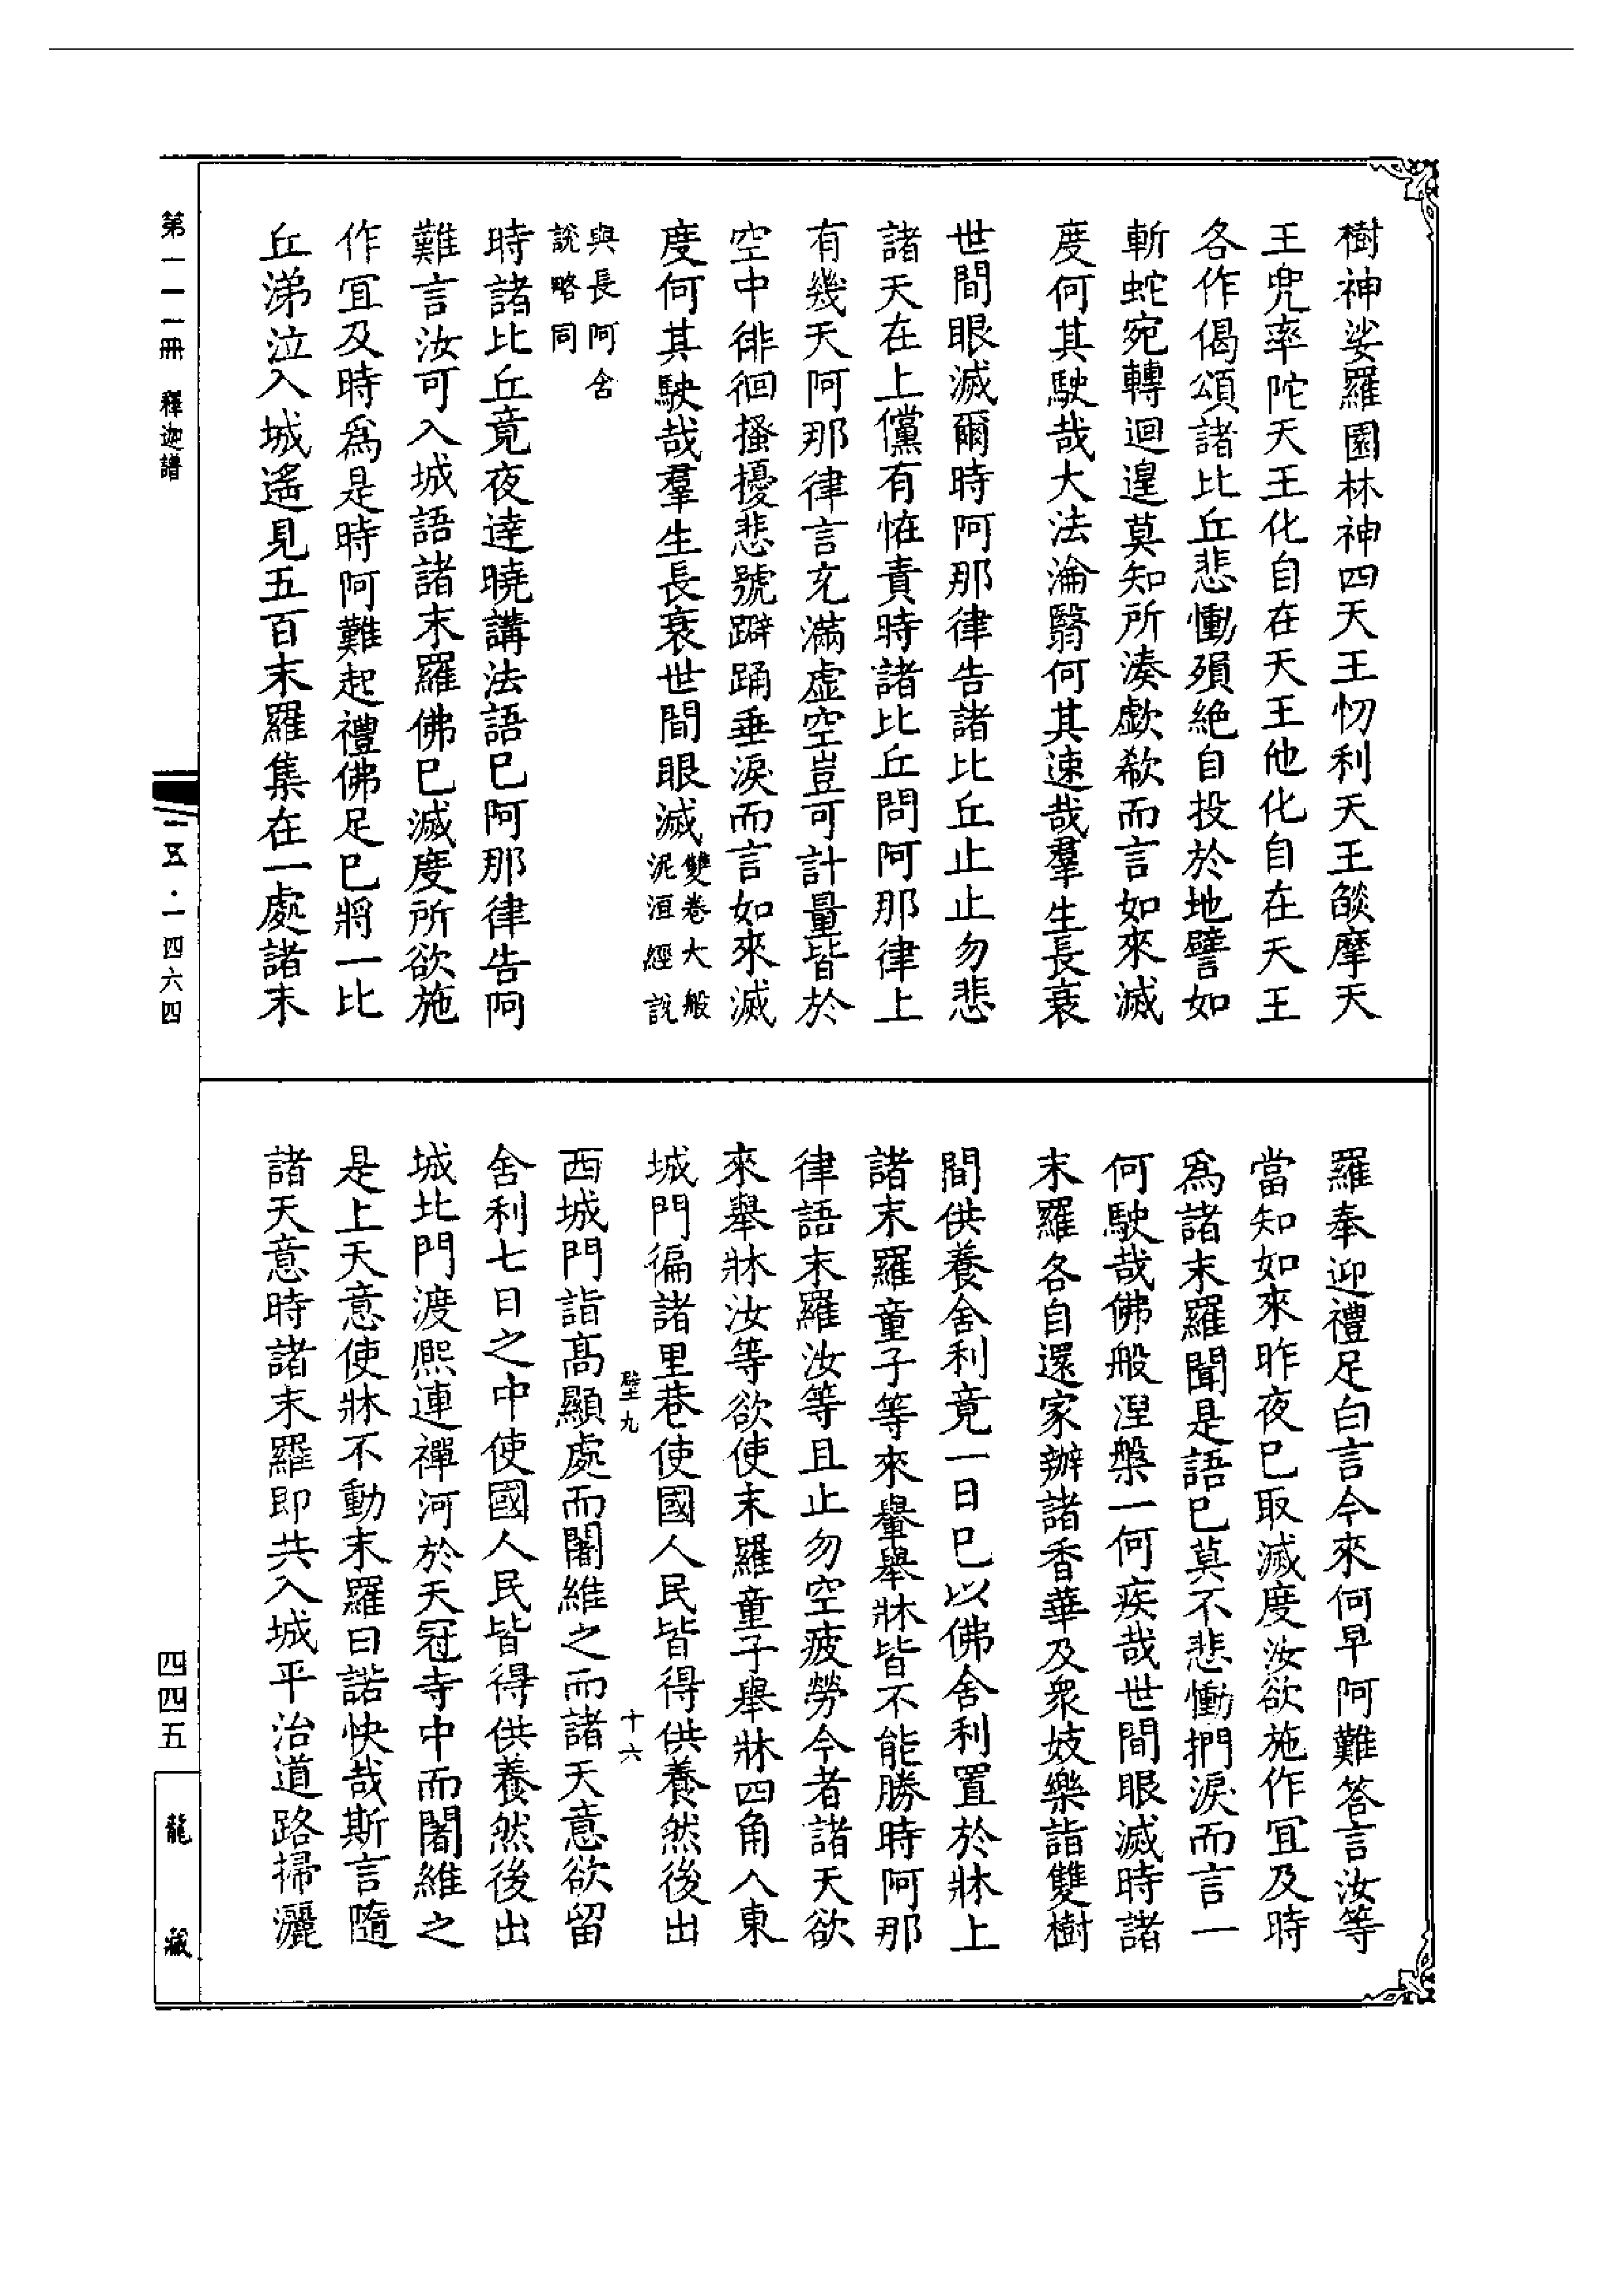 樹神娑羅園林神四天王忉利天王燄摩天
王兜率陀天王化自在天王他化自在天王
各作偈頌諸比丘悲慟殞絕自投於地譬如
斬蛇宛轉迴遑莫知所湊歔欷而言如來滅
度何其駛哉大法淪翳何其速哉羣生長衰
世間眼滅爾時阿那律告諸比丘止止勿悲
諸天在上儻有恠責時諸比丘問阿那律上
有幾天阿那律言充滿虛空豈可計量皆於
空中徘徊搔擾悲號躃踊垂淚而言如來滅
度何其駛哉羣生長衰世間眼滅雙卷大般泥洹經說
與長阿含
說略同
時諸比丘竟夜達曉講法語已阿那律告阿
難言汝可入城語諸末羅佛已滅度所欲施
作宜及時為是時阿難起禮佛足已將一比
丘涕泣入城遙見五百末羅集在一處諸末
羅奉迎禮足白言今來何早阿難答言汝等
當知如來昨夜已取滅度汝欲施作宜及時
為諸末羅聞是語已莫不悲慟捫淚而言一
何駛哉佛般涅槃一何疾哉世間眼滅時諸
末羅各自還家辦諸香華及眾妓樂詣雙樹
間供養舍利竟一日已以佛舍利置於牀上
諸末羅童子等來轝舉牀皆不能勝時阿那
律語末羅汝等且止勿空疲勞今者諸天欲
來舉牀汝等欲使末羅童子舉牀四角入東
城門徧諸里巷使國人民皆得供養然後出
壁九
十六
西城門詣高顯處而闍維之而諸天意欲留
舍利七日之中使國人民皆得供養然後出
城北門渡熙連禪河於天冠寺中而闍維之
是上天意使牀不動末羅曰諾快哉斯言隨
諸天意時諸末羅即共入城平治道路掃灑
第一一一冊 釋迦譜
一五·一四六四
四四五
龍藏